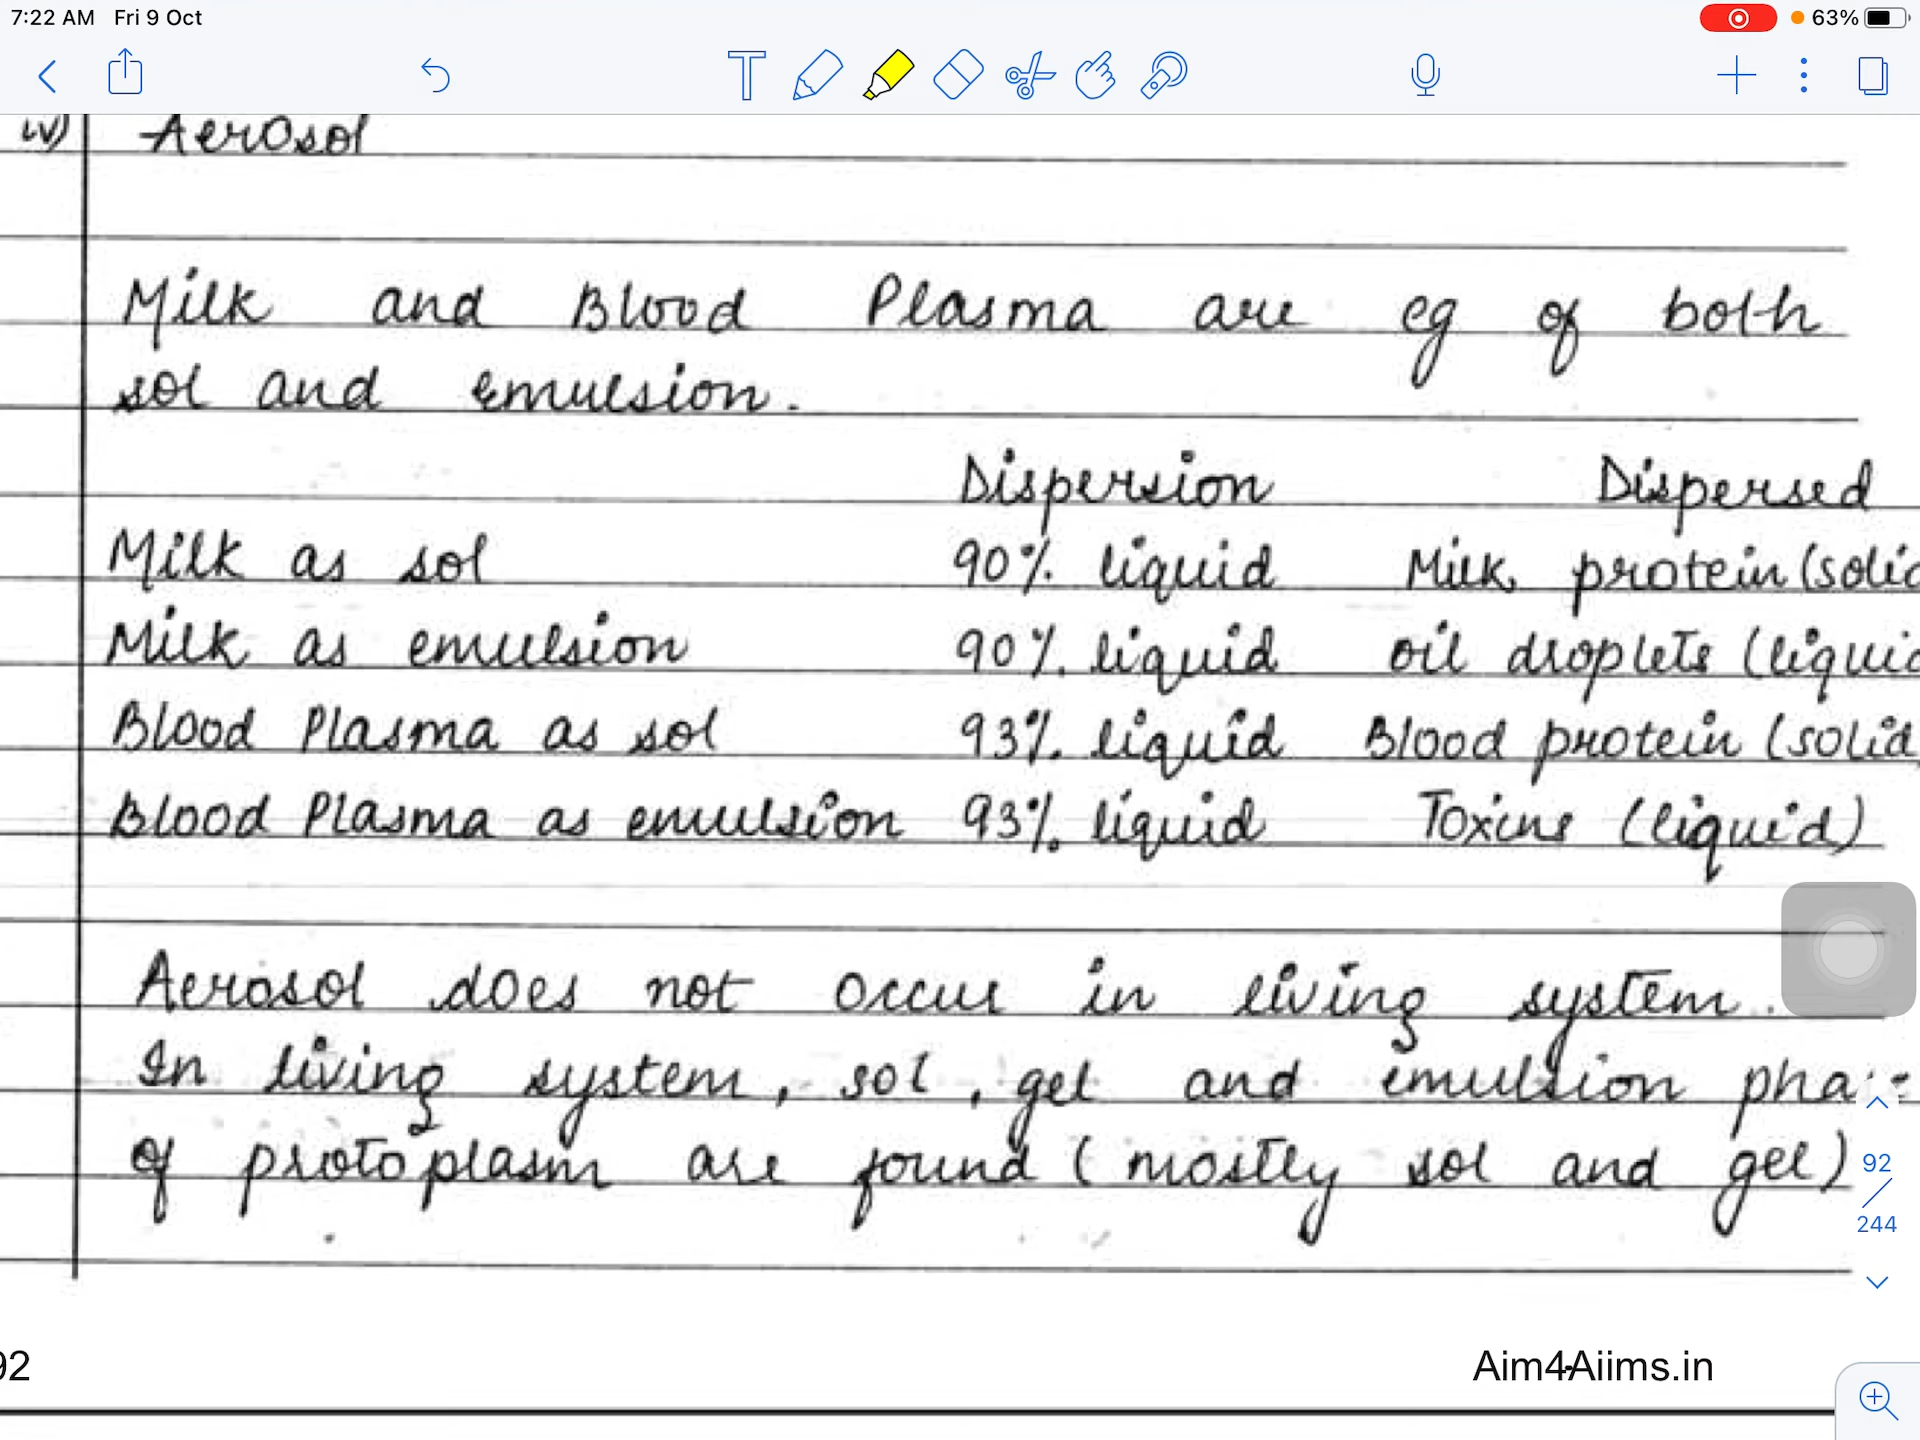 7:22 AM Fri 9 Oct 63%
iv) Aerosol
Milk and Blood Plasma are eg of both
sol and emulsion.
Dispersion Dispersed
Milk as sol 90% liquid Milk protein (solid
Milk as emulsion 90% liquid oil droplets (liquid
Blood Plasma as sol 93% liquid Blood protein (solid)
Blood Plasma as emulsion 93% liquid Toxins (liquid)
Aerosol does not occur in living system.
In living system, sol, gel and emulsion phase
of protoplasm are found (mostly sol and gel)
92
/
244
92 Aim4Aiims.in